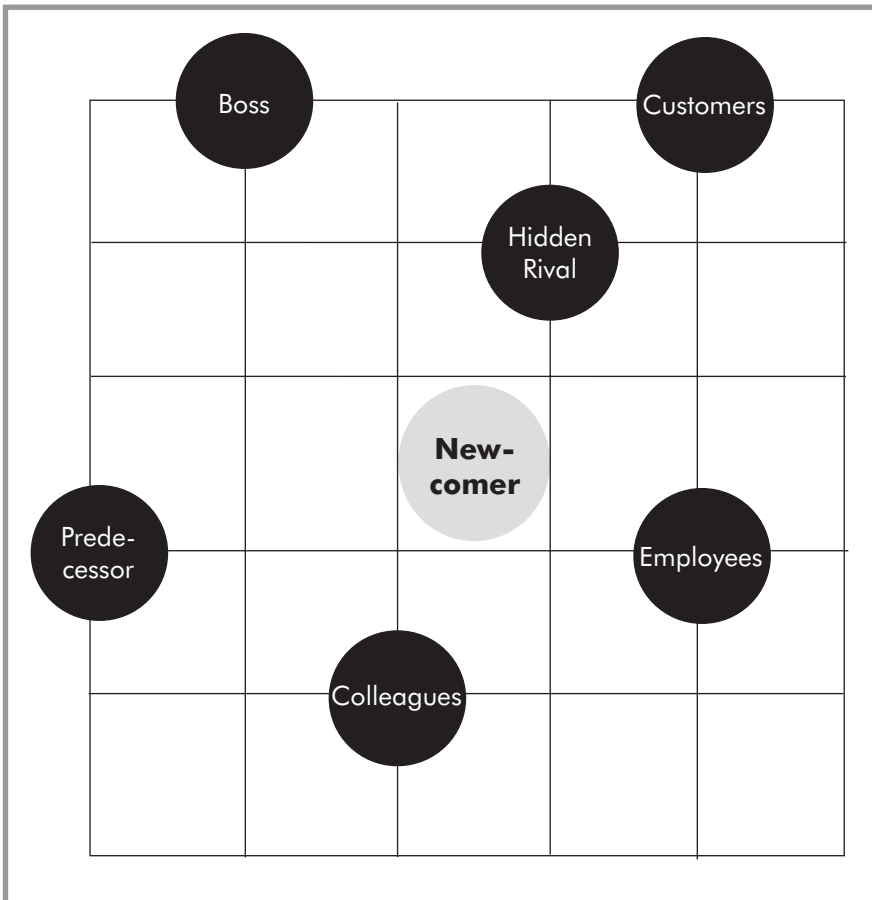 Boss
Customers
Hidden
Rival
New-
comer
Prede-
cessor
Employees
Colleagues